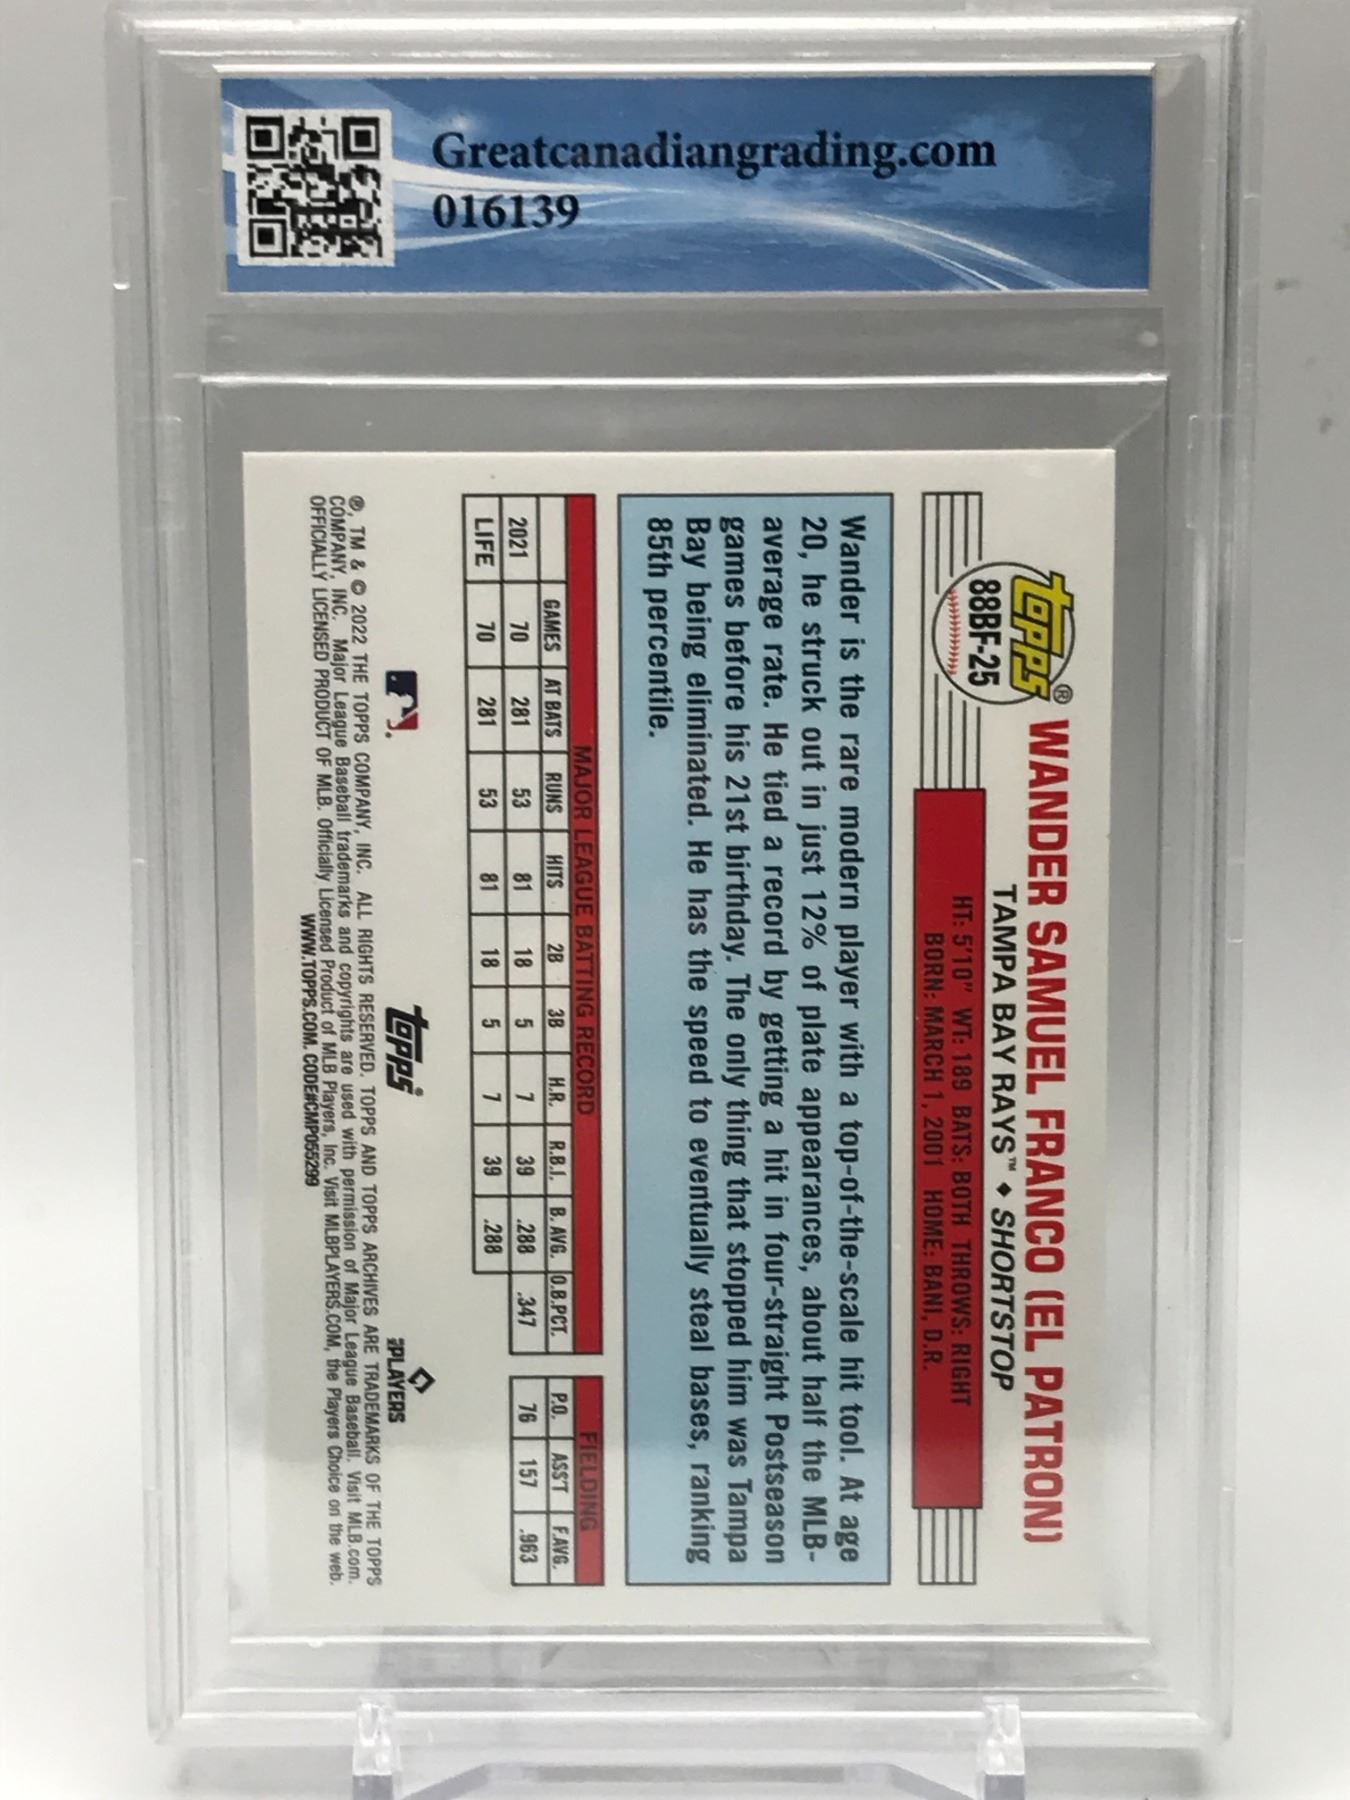 Greatcanadiangrading.com
016139
topps®
88BF-25
WANDER SAMUEL FRANCO (EL PATRON)
TAMPA BAY RAYS™ ♦ SHORTSTOP
HT: 5'10" WT: 189 BATS: BOTH THROWS: RIGHT
BORN: MARCH 1, 2001 HOME: BANI, D.R.
Wander is the rare modern player with a top-of-the-scale hit tool. At age
20, he struck out in just 12% of plate appearances, about half the MLB-
average rate. He tied a record by getting a hit in four-straight Postseason
games before his 21st birthday. The only thing that stopped him was Tampa
Bay being eliminated. He has the speed to eventually steal bases, ranking
85th percentile.
MAJOR LEAGUE BATTING RECORD FIELDING
GAMES AT BATS RUNS HITS 2B 3B H.R. R.B.I. B. AVG. O.B.PCT. P.O. ASS'T F.AVG.
2021 70 281 53 81 18 5 7 39 .288 .347 76 157 .963
LIFE 70 281 53 81 18 5 7 39 .288
topps®
PLAYERS
®, TM & © 2022 THE TOPPS COMPANY, INC. ALL RIGHTS RESERVED. TOPPS AND TOPPS ARCHIVES ARE TRADEMARKS OF THE TOPPS
COMPANY, INC. Major League Baseball trademarks and copyrights are used with permission of Major League Baseball. Visit MLB.com.
OFFICIALLY LICENSED PRODUCT OF MLB. Officially Licensed Product of MLB Players, Inc. Visit MLBPLAYERS.COM, the Players Choice on the web.
WWW.TOPPS.COM. CODE#CMP055299